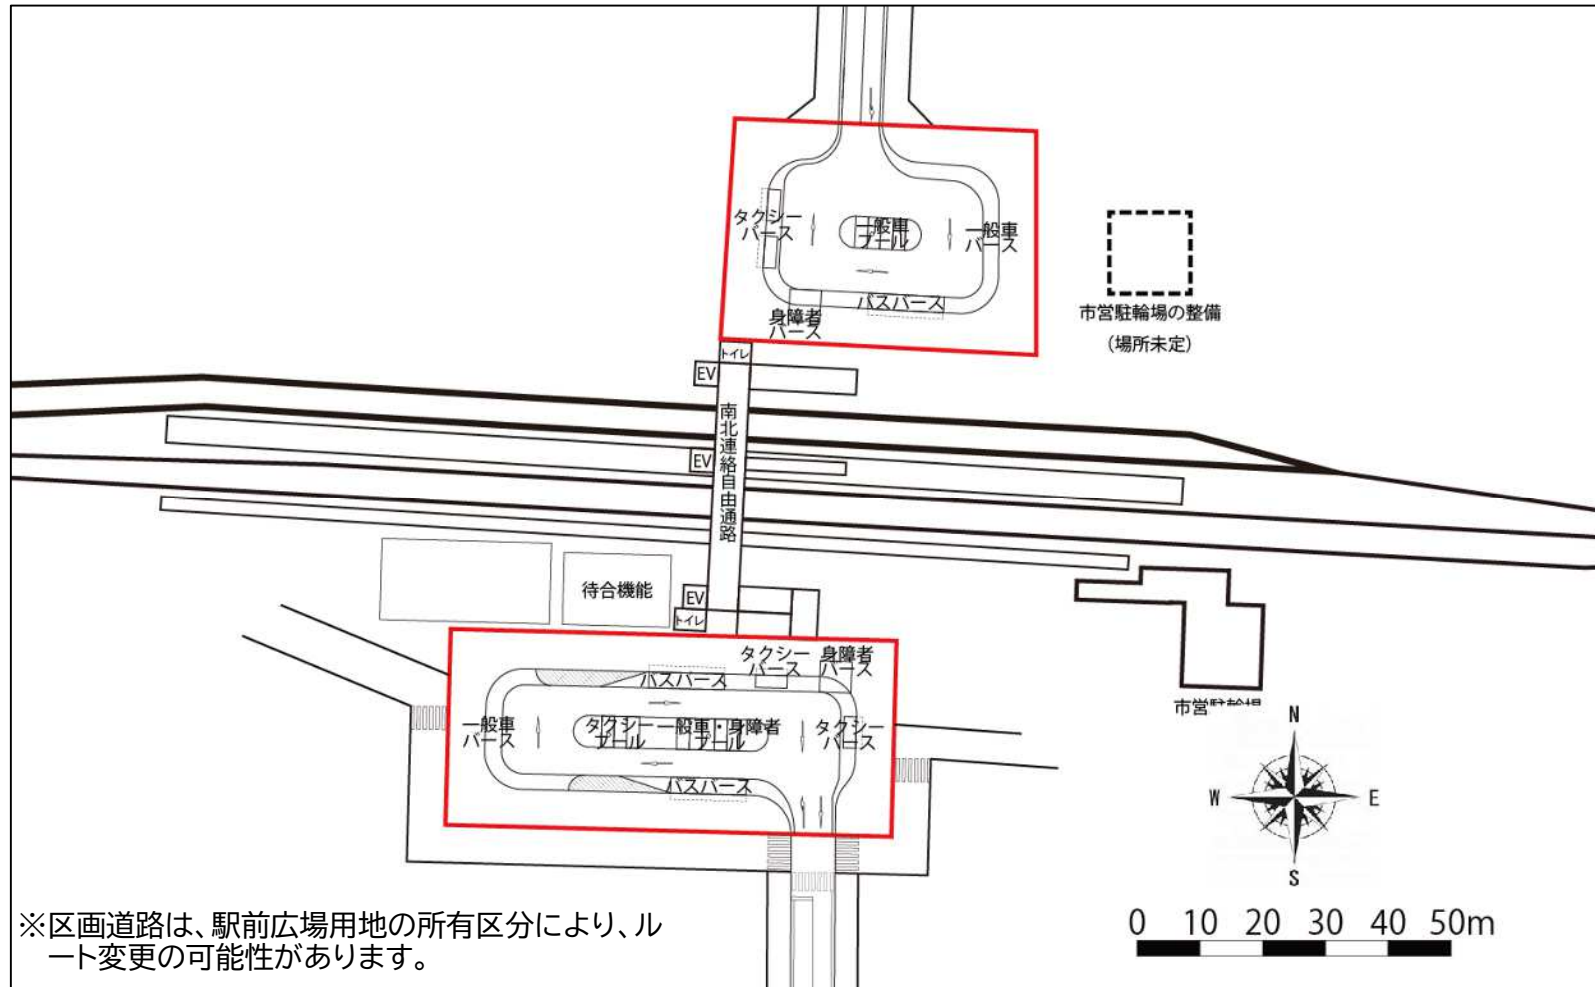 タクシー
バース
一般車
プール
一般車
バース
バスバース
身障者
バース
市営駐輪場の整備
(場所未定)
トイレ
EV
南北連絡自由通路
EV
待合機能
EV
トイレ
タクシー
バース
身障者
バース
バスバース
一般車
バース
タクシー
プール
一般車・身障者
プール
タクシー
バース
バスバース
市営駐輪場
N
W
E
S
※区画道路は、駅前広場用地の所有区分により、ル
ート変更の可能性があります。
0 10 20 30 40 50m